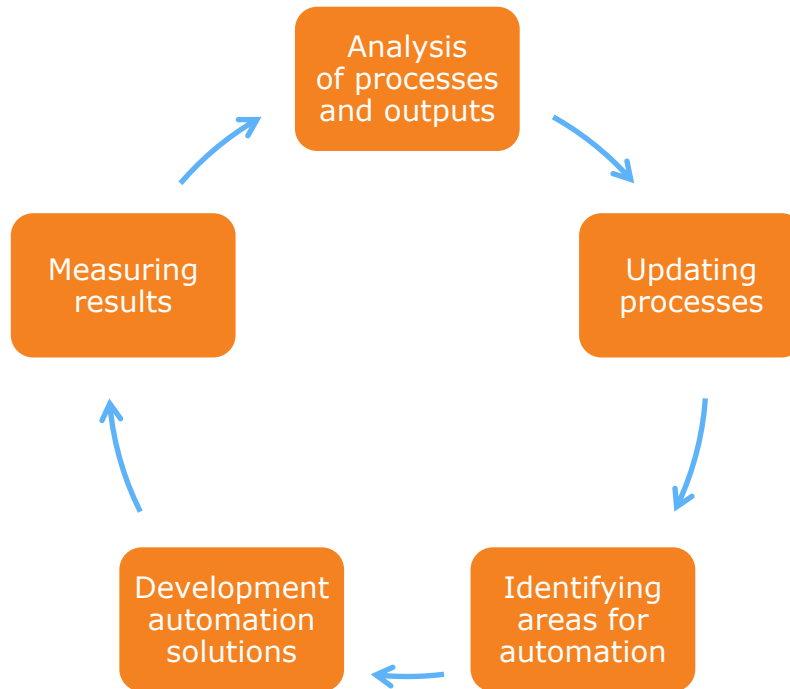 Analysis
of processes
and outputs
Updating
processes
Identifying
areas for
automation
Development
automation
solutions
Measuring
results